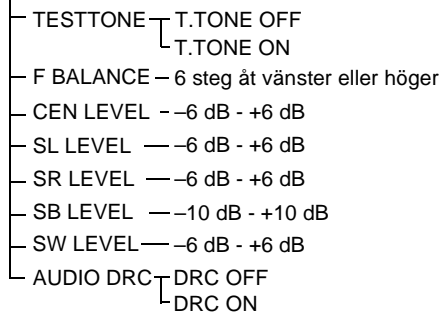 TESTTONE T.TONE OFF
T.TONE ON
F BALANCE – 6 steg åt vänster eller höger
CEN LEVEL –6 dB - +6 dB
SL LEVEL –6 dB - +6 dB
SR LEVEL –6 dB - +6 dB
SB LEVEL –10 dB - +10 dB
SW LEVEL –6 dB - +6 dB
AUDIO DRC DRC OFF
DRC ON